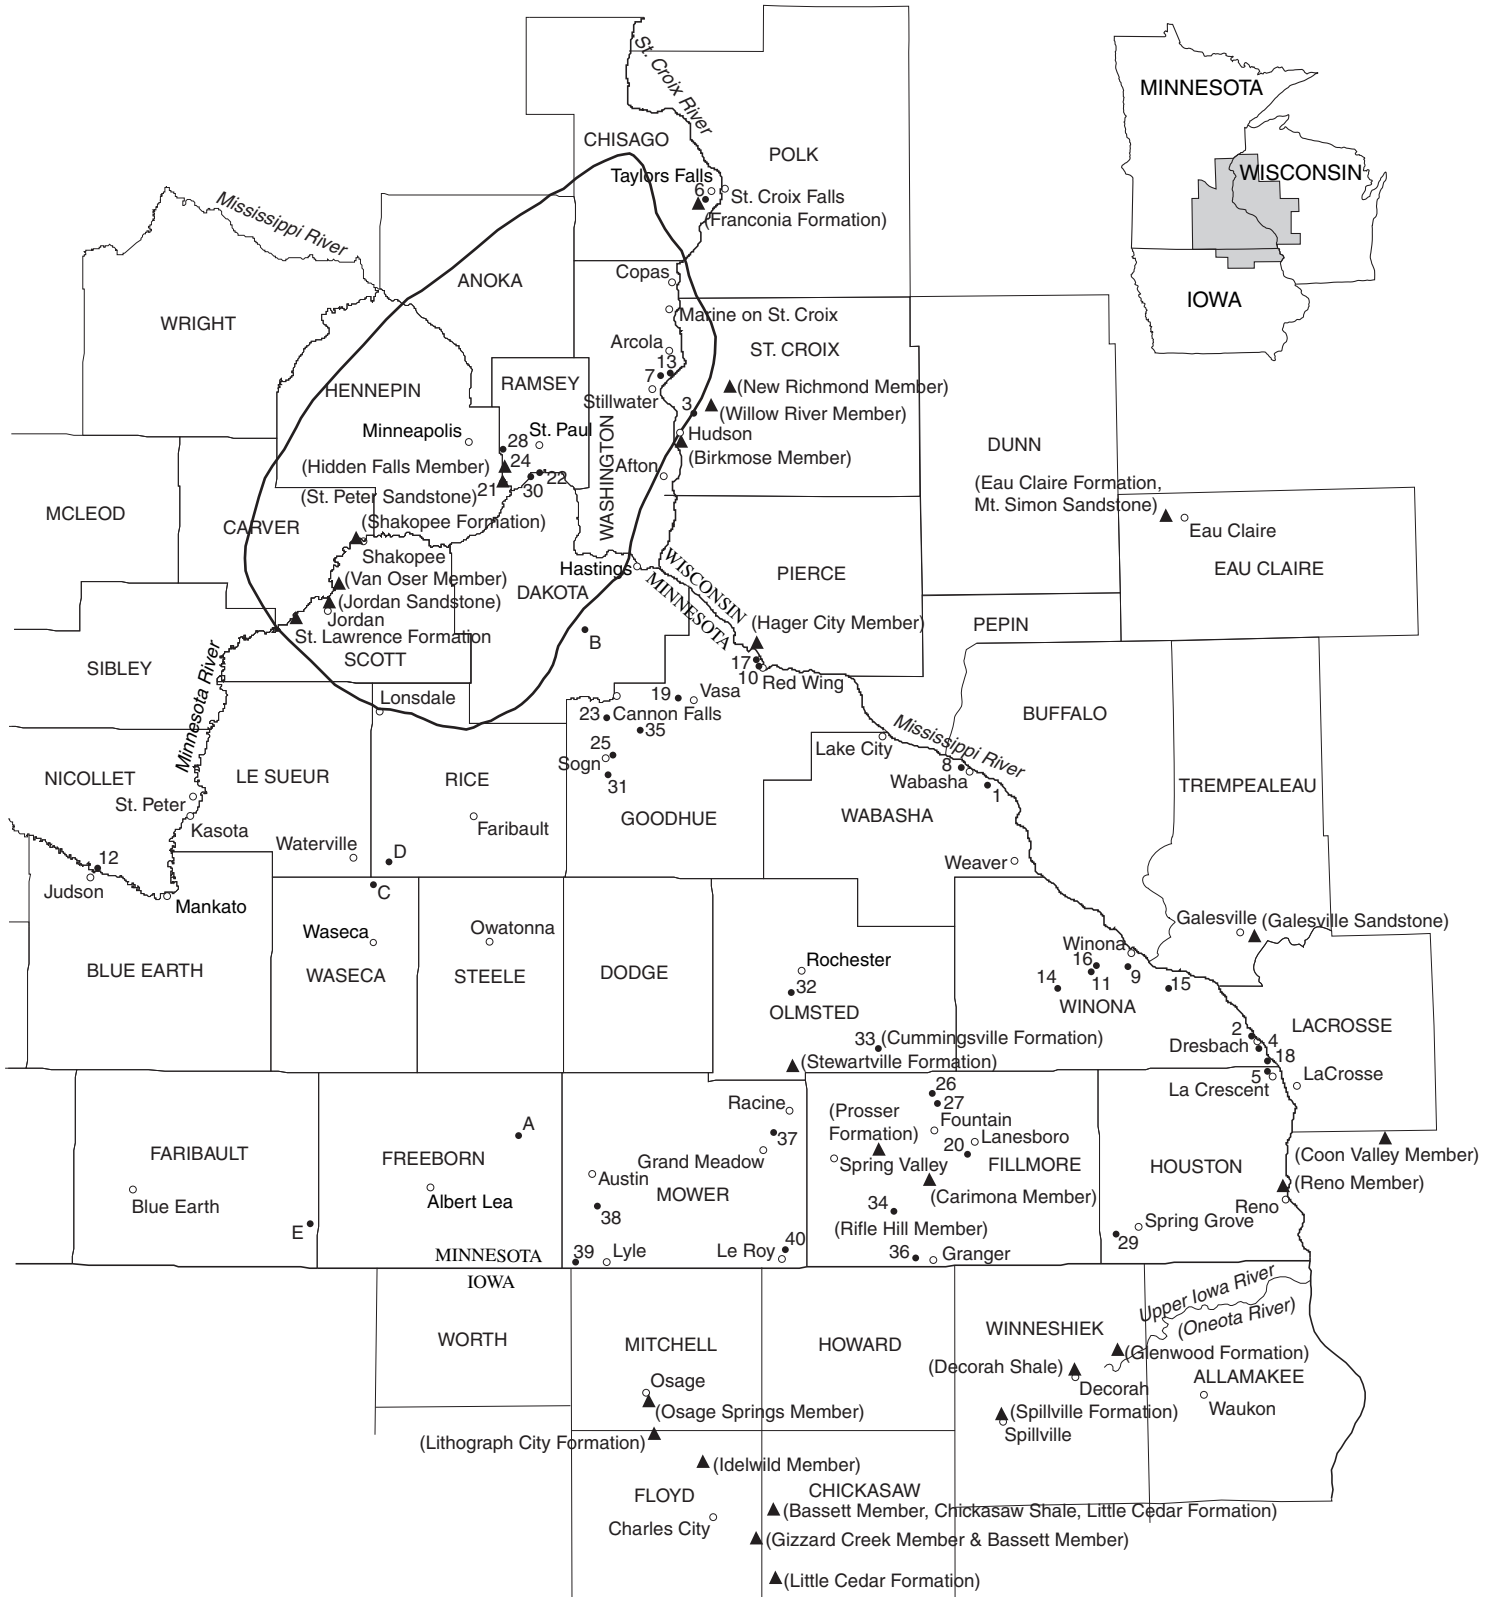 St. Croix River
CHISAGO
POLK
MINNESOTA
WISCONSIN
IOWA
Taylors Falls
6
St. Croix Falls
(Franconia Formation)
Mississippi River
ANOKA
Copas
WRIGHT
Marine on St. Croix
Arcola
ST. CROIX
13
7
HENNEPIN
RAMSEY
(New Richmond Member)
Stillwater
3
(Willow River Member)
Minneapolis
St. Paul
28
Hudson
DUNN
(Hidden Falls Member)
24
WASHINGTON
Afton
(Birkmose Member)
22
21
30
(St. Peter Sandstone)
(Eau Claire Formation,
Mt. Simon Sandstone)
MCLEOD
CARVER
(Shakopee Formation)
Eau Claire
Shakopee
Hastings
WISCONSIN
MINNESOTA
PIERCE
EAU CLAIRE
(Van Oser Member)
DAKOTA
(Jordan Sandstone)
Jordan
(Hager City Member)
PEPIN
St. Lawrence Formation
B
SCOTT
SIBLEY
17
10
Red Wing
Minnesota River
Lonsdale
19
Vasa
23
Cannon Falls
35
BUFFALO
Mississippi River
25
Sogn
31
Lake City
NICOLLET
LE SUEUR
RICE
8
Wabasha
1
TREMPEALEAU
St. Peter
Kasota
GOODHUE
WABASHA
Faribault
Waterville
D
Weaver
12
Judson
C
Mankato
Galesville
(Galesville Sandstone)
Waseca
Owatonna
Winona
16
11
9
14
15
Rochester
BLUE EARTH
WASECA
STEELE
DODGE
32
OLMSTED
WINONA
LACROSSE
33
(Cummingsville Formation)
2
Dresbach
4
18
(Stewartville Formation)
5
La Crescent
LaCrosse
26
27
Racine
(Prosser
Formation)
Fountain
A
37
20
Lanesboro
FARIBAULT
FREEBORN
Grand Meadow
Spring Valley
FILLMORE
HOUSTON
(Coon Valley Member)
Austin
MOWER
(Carimona Member)
(Reno Member)
Blue Earth
Albert Lea
Reno
38
34
(Rifle Hill Member)
Spring Grove
E
29
MINNESOTA
39
Lyle
Le Roy
40
36
Granger
IOWA
Upper Iowa River
(Oneota River)
WORTH
MITCHELL
HOWARD
WINNESHIEK
(Glenwood Formation)
(Decorah Shale)
ALLAMAKEE
Osage
Decorah
Waukon
(Osage Springs Member)
(Spillville Formation)
Spillville
(Lithograph City Formation)
(Idelwild Member)
FLOYD
CHICKASAW
(Bassett Member, Chickasaw Shale, Little Cedar Formation)
Charles City
(Gizzard Creek Member & Bassett Member)
(Little Cedar Formation)